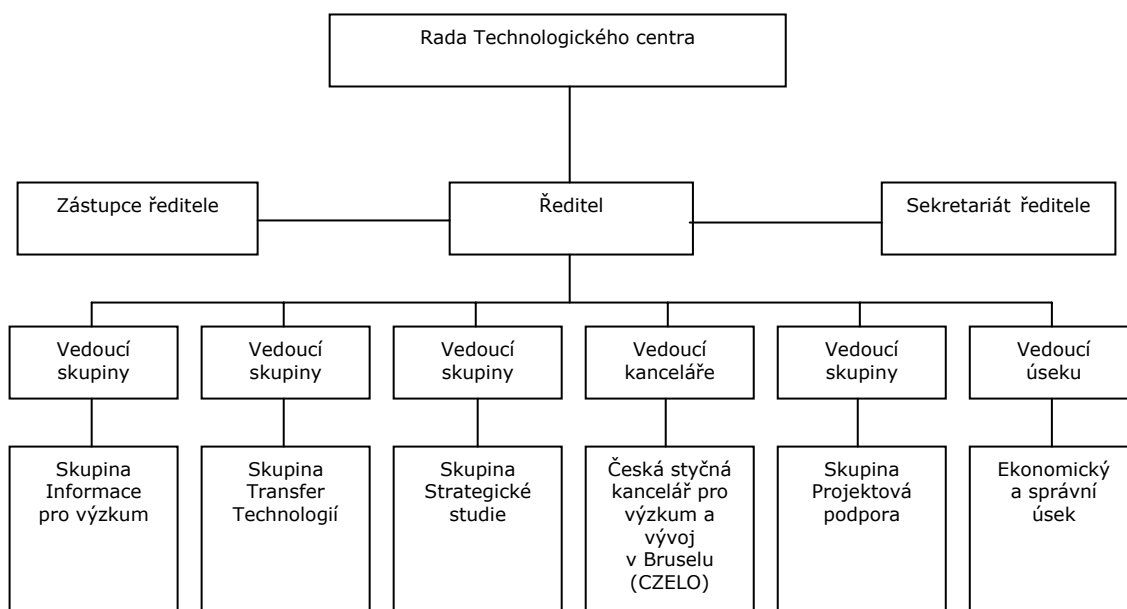 Rada Technologického centra
Zástupce ředitele
Ředitel
Sekretariát ředitele
Vedoucí
skupiny
Vedoucí
skupiny
Vedoucí
skupiny
Vedoucí
kanceláře
Vedoucí
skupiny
Vedoucí
úseku
Skupina
Informace
pro výzkum
Skupina
Transfer
Technologií
Skupina
Strategické
studie
Česká styčná
kancelář pro
výzkum a
vývoj
v Bruselu
(CZELO)
Skupina
Projektová
podpora
Ekonomický
a správní
úsek